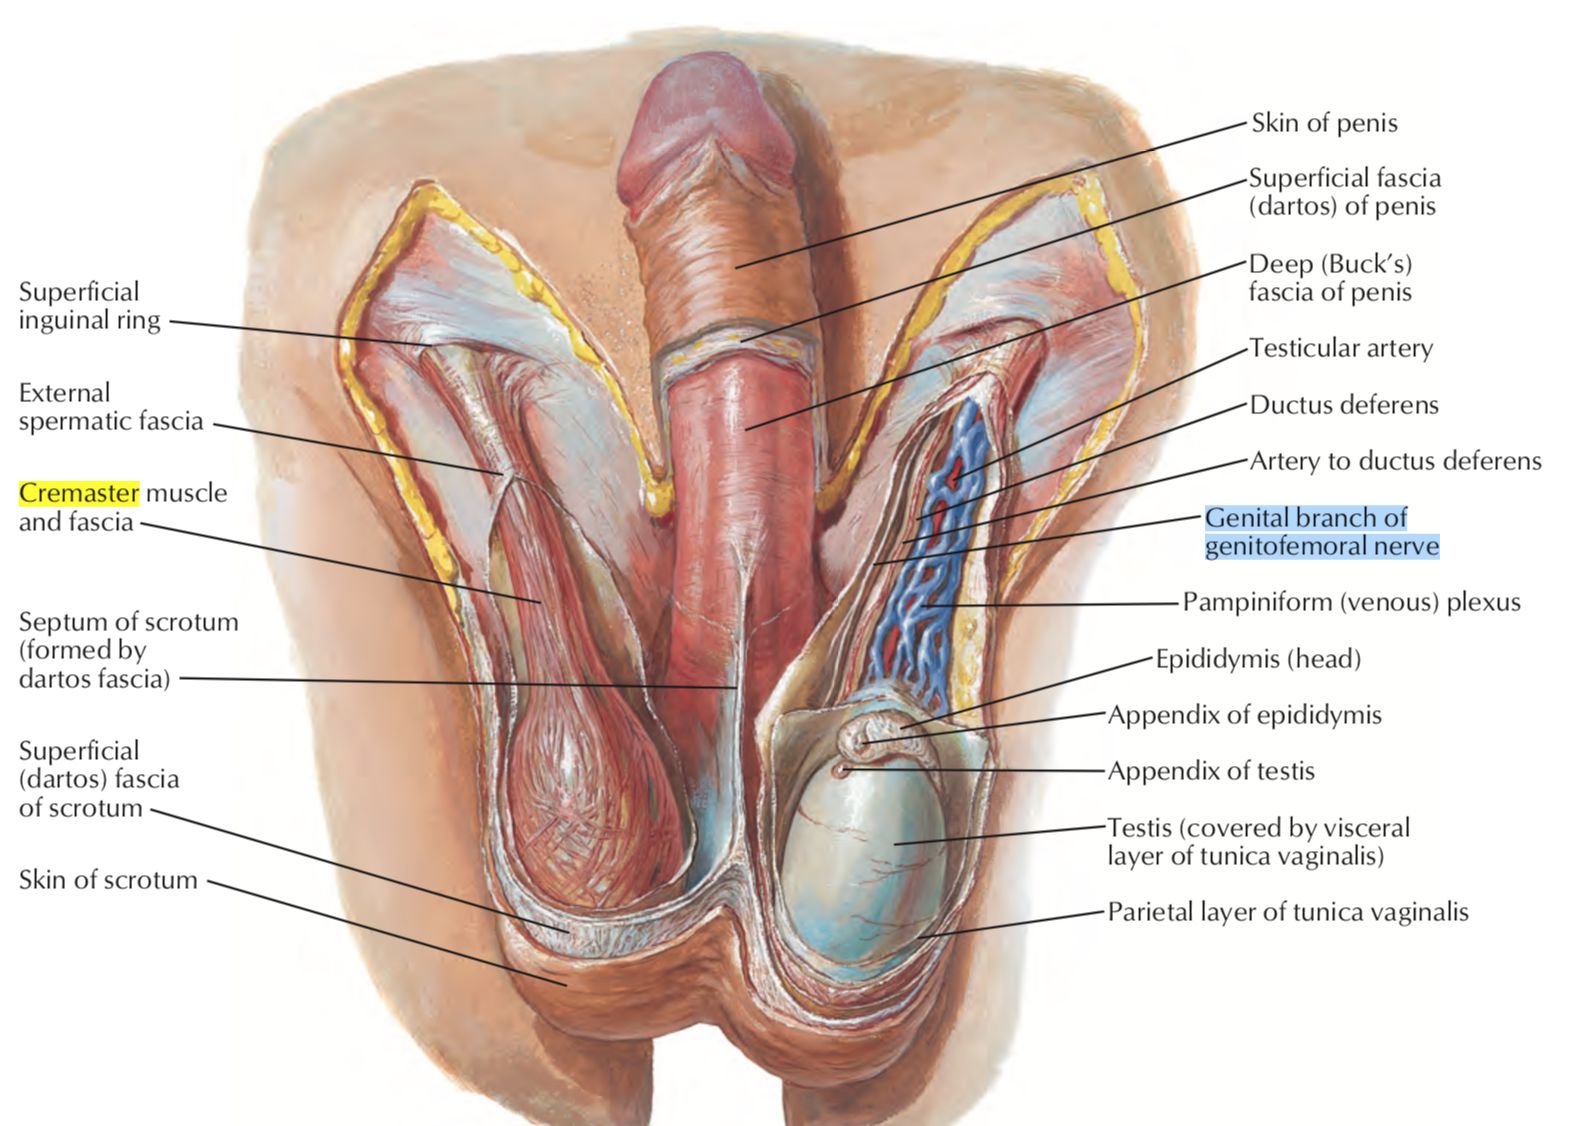 Superficial
inguinal ring
External
spermatic fascia
Cremaster muscle
and fascia
Septum of scrotum
(formed by
dartos fascia)
Superficial
(dartos) fascia
of scrotum
Skin of scrotum
Skin of penis
Superficial fascia
(dartos) of penis
Deep (Buck’s)
fascia of penis
Testicular artery
Ductus deferens
Artery to ductus deferens
Genital branch of
genitofemoral nerve
Pampiniform (venous) plexus
Epididymis (head)
Appendix of epididymis
Appendix of testis
Testis (covered by visceral
layer of tunica vaginalis)
Parietal layer of tunica vaginalis